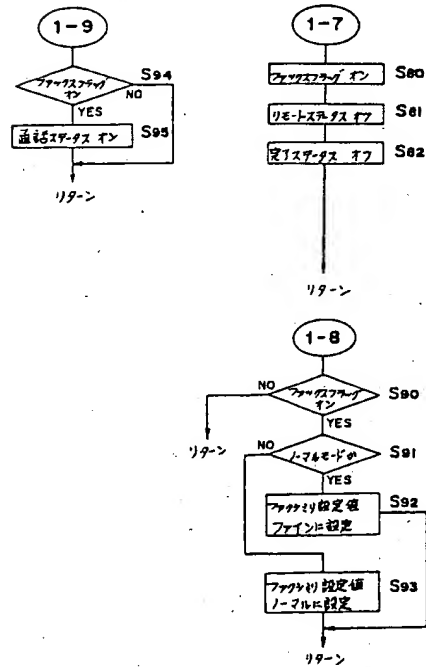 1-9
ファックスフラグ
オン
S94
NO
YES
通話ステータス オン
S95
リターン
1-7
ファックスフラグ オン
S80
リモートステータス オフ
S81
完了ステータス オフ
S82
リターン
1-8
ファックスフラグ
オン
S90
NO
YES
リターン
ノーマルモードか
S91
NO
YES
ファクシミリ設定値
ファインに設定
S92
ファクシミリ設定値
ノーマルに設定
S93
リターン